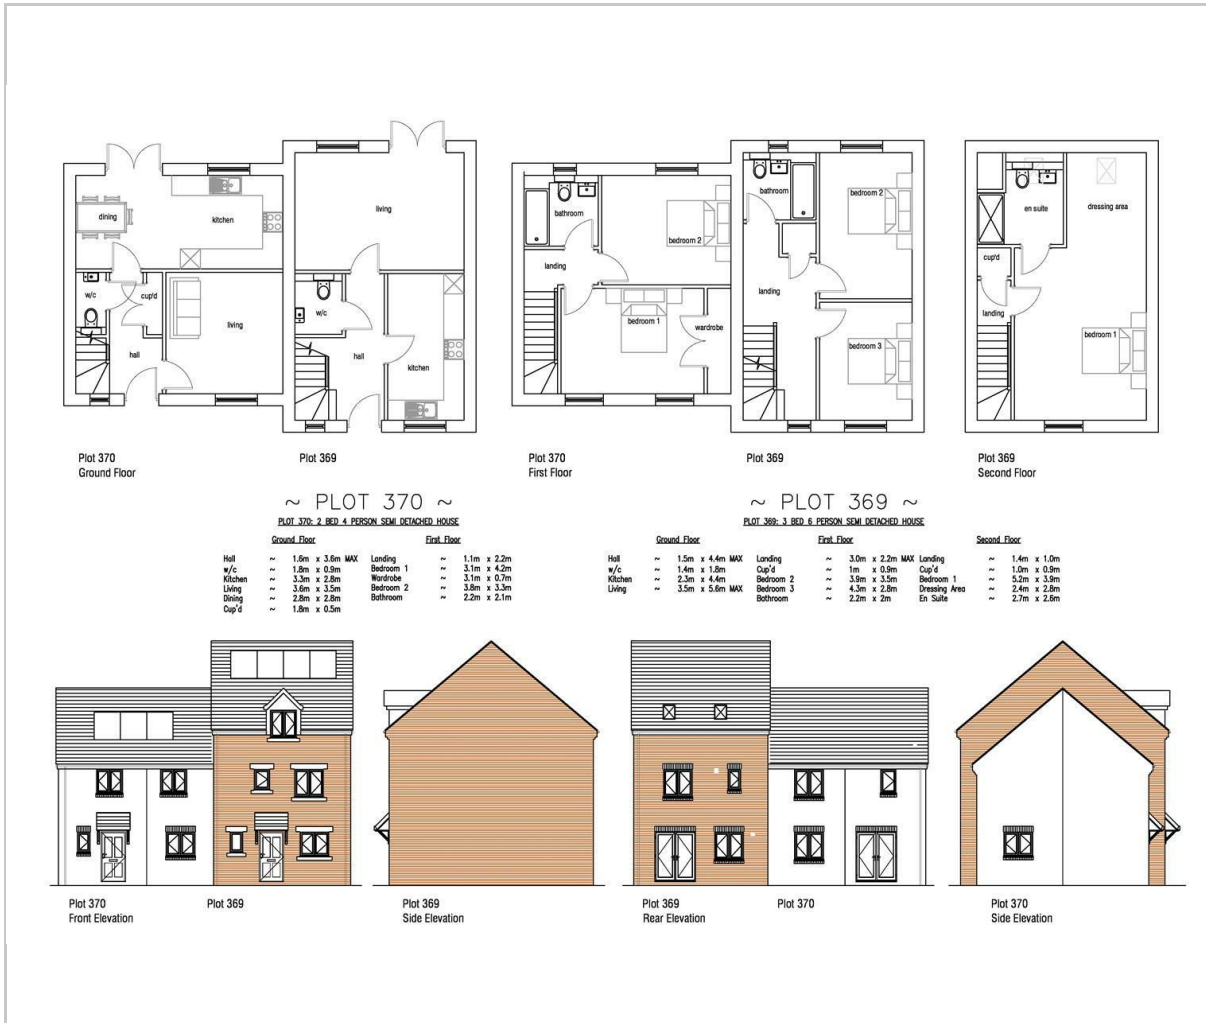 dining
kitchen
living
w/c
cup'd
living
w/c
hall
hall
kitchen
bathroom
bedroom 2
landing
bedroom 1
wardrobe
bathroom
bedroom 2
landing
bedroom 3
en suite
dressing area
cup'd
landing
bedroom 1
Plot 370
Ground Floor
Plot 369
Plot 370
First Floor
Plot 369
Plot 369
Second Floor
~ PLOT 370 ~
PLOT 370: 2 BED 4 PERSON SEMI DETACHED HOUSE
Ground Floor
Hall ~ 1.6m x 3.6m MAX
w/c ~ 1.8m x 0.9m
Kitchen ~ 3.3m x 2.8m
Living ~ 3.6m x 3.5m
Dining ~ 2.8m x 2.8m
Cup'd ~ 1.8m x 0.5m
First Floor
Landing ~ 1.1m x 2.2m
Bedroom 1 ~ 3.1m x 4.2m
Wardrobe ~ 3.1m x 0.7m
Bedroom 2 ~ 3.8m x 3.3m
Bathroom ~ 2.2m x 2.1m
~ PLOT 369 ~
PLOT 369: 3 BED 6 PERSON SEMI DETACHED HOUSE
Ground Floor
Hall ~ 1.5m x 4.4m MAX
w/c ~ 1.4m x 1.8m
Kitchen ~ 2.3m x 4.4m
Living ~ 3.5m x 5.6m MAX
First Floor
Landing ~ 3.0m x 2.2m MAX
Cup'd ~ 1m x 0.9m
Bedroom 2 ~ 3.9m x 3.5m
Bedroom 3 ~ 4.3m x 2.8m
Bathroom ~ 2.2m x 2m
Second Floor
Landing ~ 1.4m x 1.0m
Cup'd ~ 1.0m x 0.9m
Bedroom 1 ~ 5.2m x 3.9m
Dressing Area ~ 2.4m x 2.8m
En Suite ~ 2.7m x 2.6m
Plot 370
Front Elevation
Plot 369
Plot 369
Side Elevation
Plot 369
Rear Elevation
Plot 370
Plot 370
Side Elevation